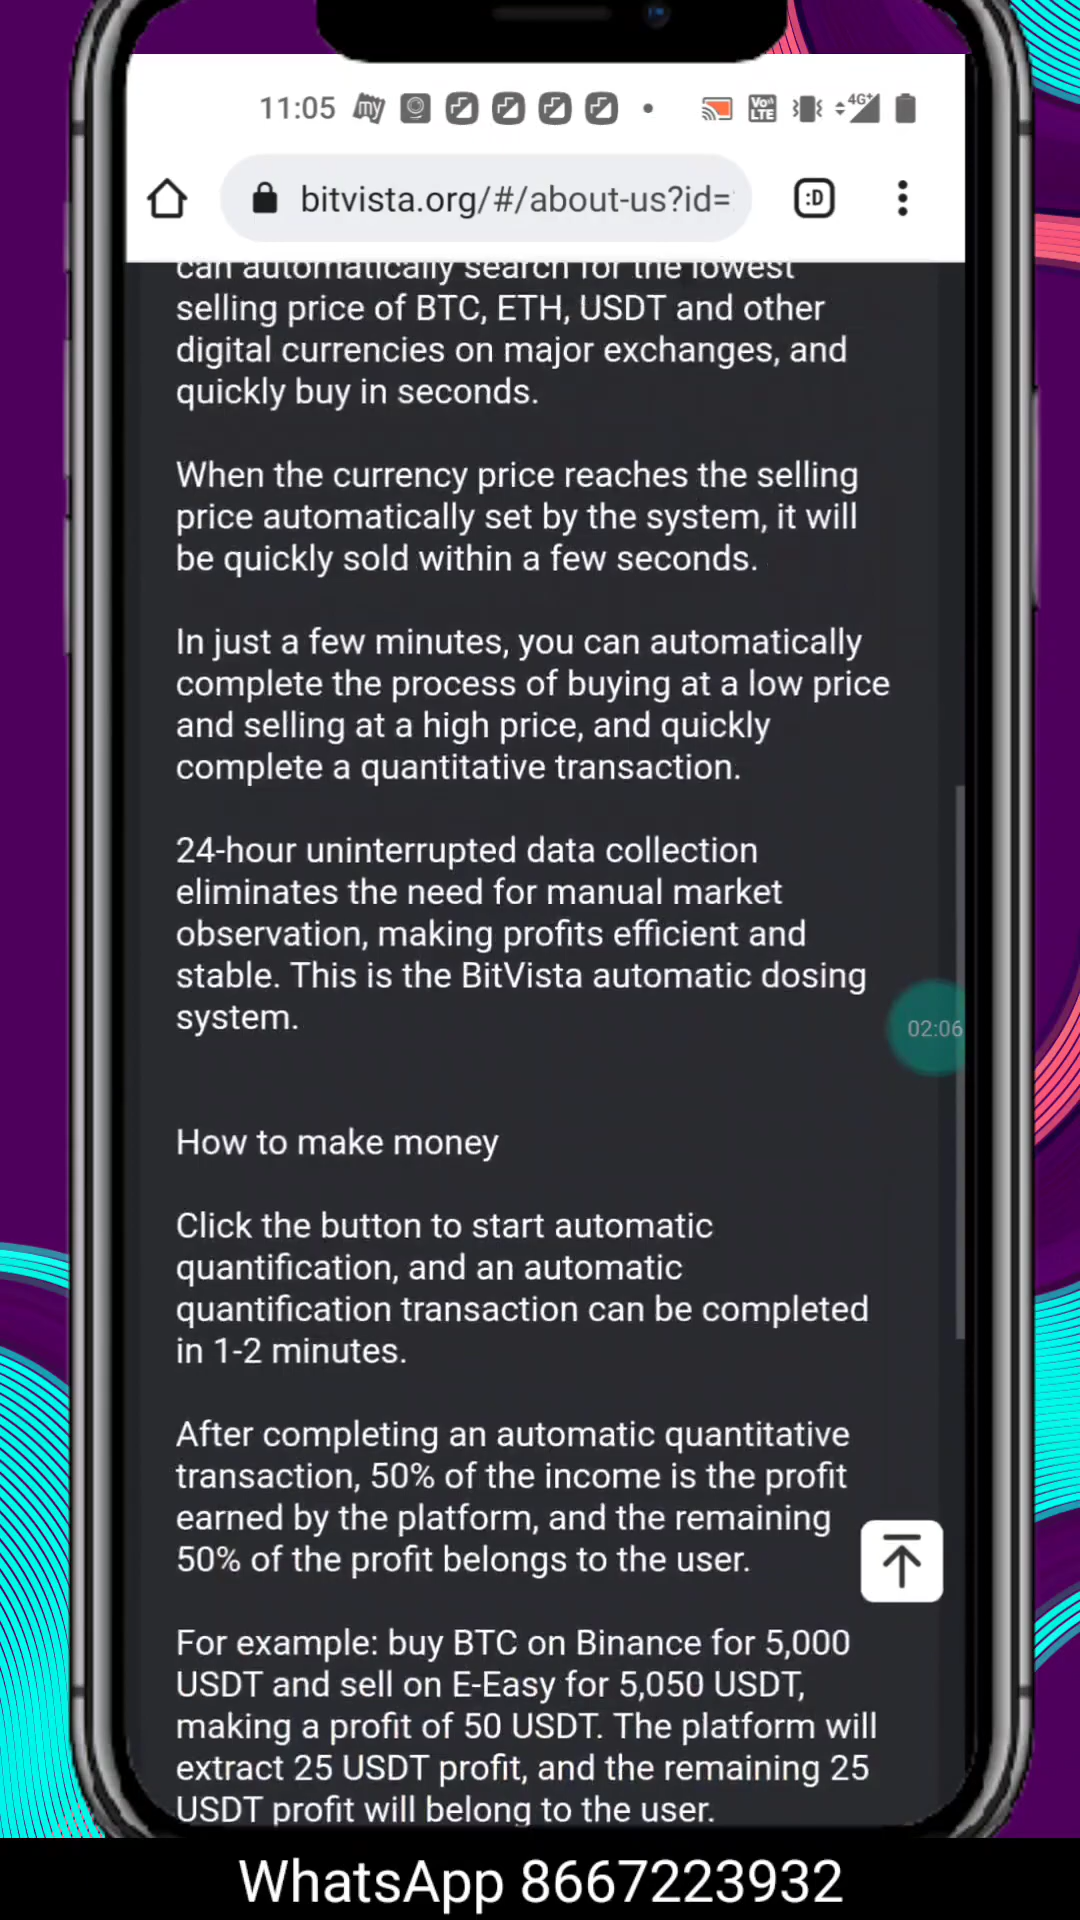 11:05
my
Vo
LTE
4G+
bitvista.org/#/about-us?id=
:D
can automatically search for the lowest
selling price of BTC, ETH, USDT and other
digital currencies on major exchanges, and
quickly buy in seconds.
When the currency price reaches the selling
price automatically set by the system, it will
be quickly sold within a few seconds.
In just a few minutes, you can automatically
complete the process of buying at a low price
and selling at a high price, and quickly
complete a quantitative transaction.
24-hour uninterrupted data collection
eliminates the need for manual market
observation, making profits efficient and
stable. This is the BitVista automatic dosing
system.
02:06
How to make money
Click the button to start automatic
quantification, and an automatic
quantification transaction can be completed
in 1-2 minutes.
After completing an automatic quantitative
transaction, 50% of the income is the profit
earned by the platform, and the remaining
50% of the profit belongs to the user.
For example: buy BTC on Binance for 5,000
USDT and sell on E-Easy for 5,050 USDT,
making a profit of 50 USDT. The platform will
extract 25 USDT profit, and the remaining 25
USDT profit will belong to the user.
WhatsApp 8667223932